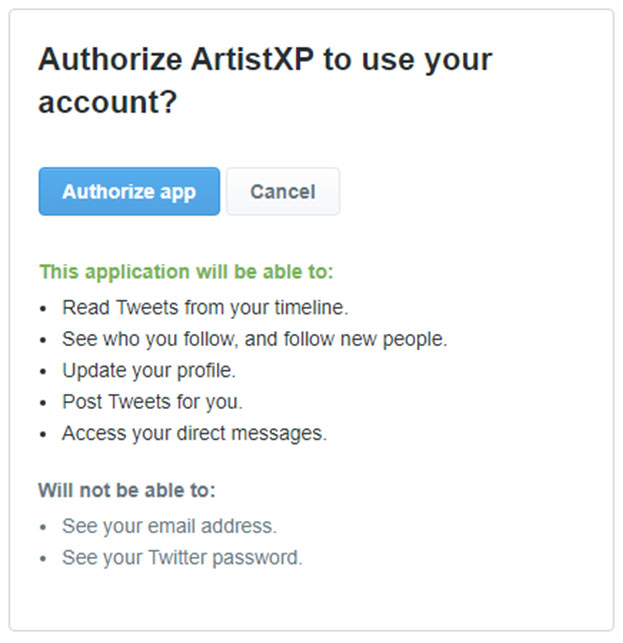 Authorize ArtistXP to use your
account?
Authorize app
Cancel
This application will be able to:
• Read Tweets from your timeline.
• See who you follow, and follow new people.
• Update your profile.
• Post Tweets for you.
• Access your direct messages.
Will not be able to:
• See your email address.
• See your Twitter password.